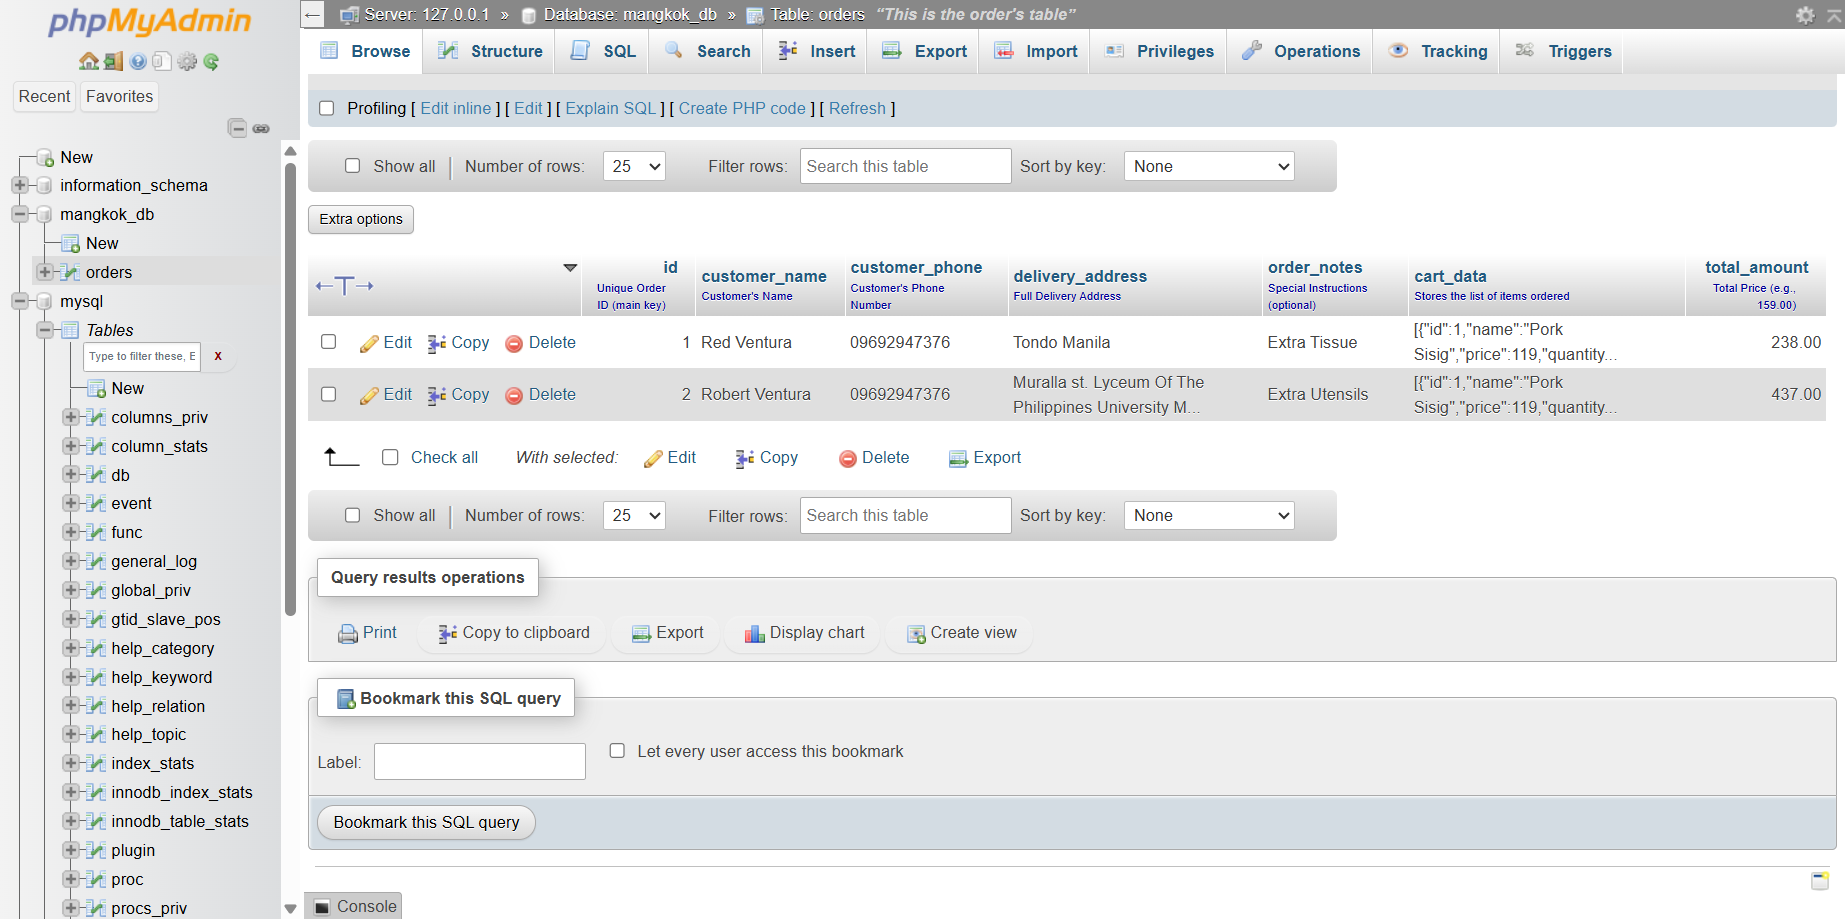 phpMyAdmin
Recent Favorites
New
information_schema
mangkok_db
New
orders
mysql
Tables
Type to filter these, E X
New
columns_priv
column_stats
db
event
func
general_log
global_priv
gtid_slave_pos
help_category
help_keyword
help_relation
help_topic
index_stats
innodb_index_stats
innodb_table_stats
plugin
proc
procs_priv
Server: 127.0.0.1 » Database: mangkok_db » Table: orders "This is the order's table"
Browse Structure SQL Search Insert Export Import Privileges Operations Tracking Triggers
Profiling [ Edit inline ] [ Edit ] [ Explain SQL ] [ Create PHP code ] [ Refresh ]
Show all Number of rows: 25 Filter rows: Search this table Sort by key: None
Extra options
id customer_name customer_phone delivery_address order_notes cart_data total_amount
Unique Order Customer's Name Customer's Phone Full Delivery Address Special Instructions Stores the list of items ordered Total Price (e.g.,
ID (main key) Number (optional) 159.00)
Edit Copy Delete 1 Red Ventura 09692947376 Tondo Manila Extra Tissue [{"id":1,"name":"Pork 238.00
Sisig","price":119,"quantity...
Edit Copy Delete 2 Robert Ventura 09692947376 Muralla st. Lyceum Of The Extra Utensils [{"id":1,"name":"Pork 437.00
Philippines University M... Sisig","price":119,"quantity...
Check all With selected: Edit Copy Delete Export
Show all Number of rows: 25 Filter rows: Search this table Sort by key: None
Query results operations
Print Copy to clipboard Export Display chart Create view
Bookmark this SQL query
Label: Let every user access this bookmark
Bookmark this SQL query
Console